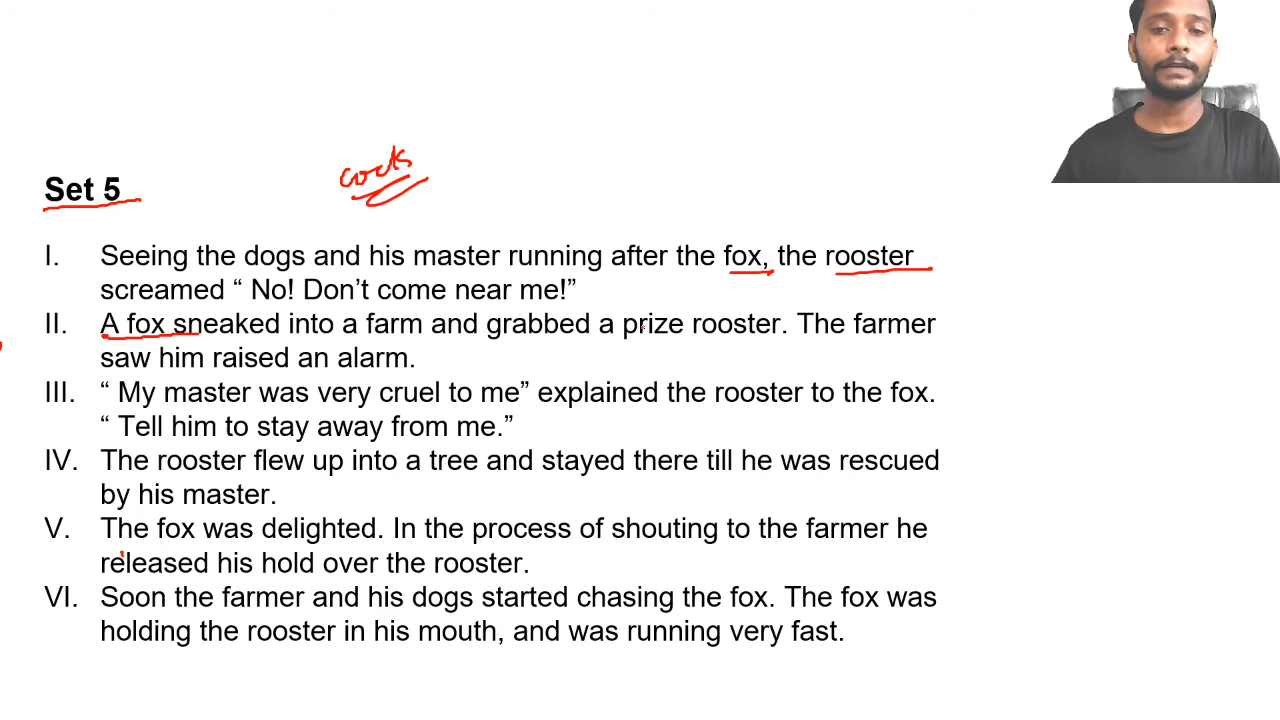 cock
Set 5
I. Seeing the dogs and his master running after the fox, the rooster
screamed “ No! Don’t come near me!”
II. A fox sneaked into a farm and grabbed a prize rooster. The farmer
saw him raised an alarm.
III. “ My master was very cruel to me” explained the rooster to the fox.
“ Tell him to stay away from me.”
IV. The rooster flew up into a tree and stayed there till he was rescued
by his master.
V. The fox was delighted. In the process of shouting to the farmer he
released his hold over the rooster.
VI. Soon the farmer and his dogs started chasing the fox. The fox was
holding the rooster in his mouth, and was running very fast.